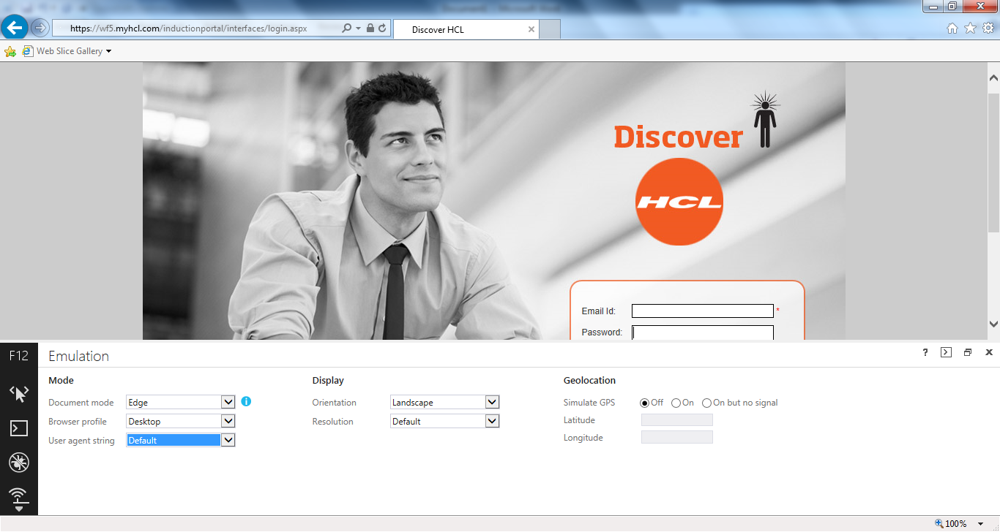 https://wf5.myhcl.com/inductionportal/interfaces/login.aspx
Discover HCL
Web Slice Gallery
Discover
HCL
Email Id: *
Password:
F12 Emulation ?
Mode Display Geolocation
Document mode Edge i Orientation Landscape Simulate GPS Off On On but no signal
Browser profile Desktop Resolution Default Latitude
User agent string Default Longitude
100%